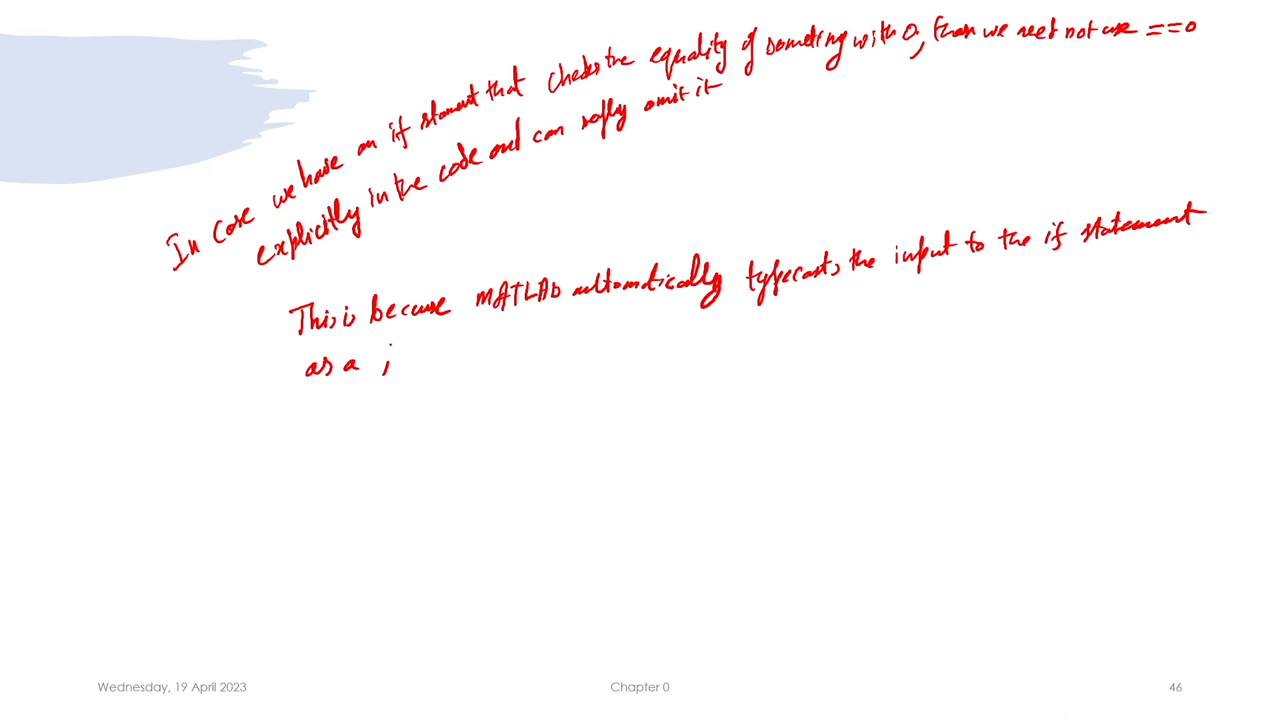 In case we have an if statment that checks the equality of something with 0, then we need not use ==0
explicitly in the code and can safely omit it
This is because MATLAB automatically typecasts the input to the if statement
as a
Wednesday, 19 April 2023
Chapter 0
46